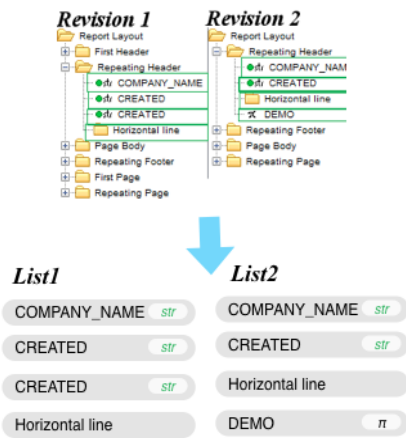 Revision 1
Report Layout
First Header
Repeating Header
str COMPANY_NAME
str CREATED
str CREATED
Horizontal line
Page Body
Repeating Footer
First Page
Repeating Page
Revision 2
Report Layout
Repeating Header
str COMPANY_NAM
str CREATED
Horizontal line
π DEMO
Repeating Footer
Page Body
Repeating Page
List1
COMPANY_NAME str
CREATED str
CREATED str
Horizontal line
List2
COMPANY_NAME str
CREATED str
Horizontal line
DEMO π